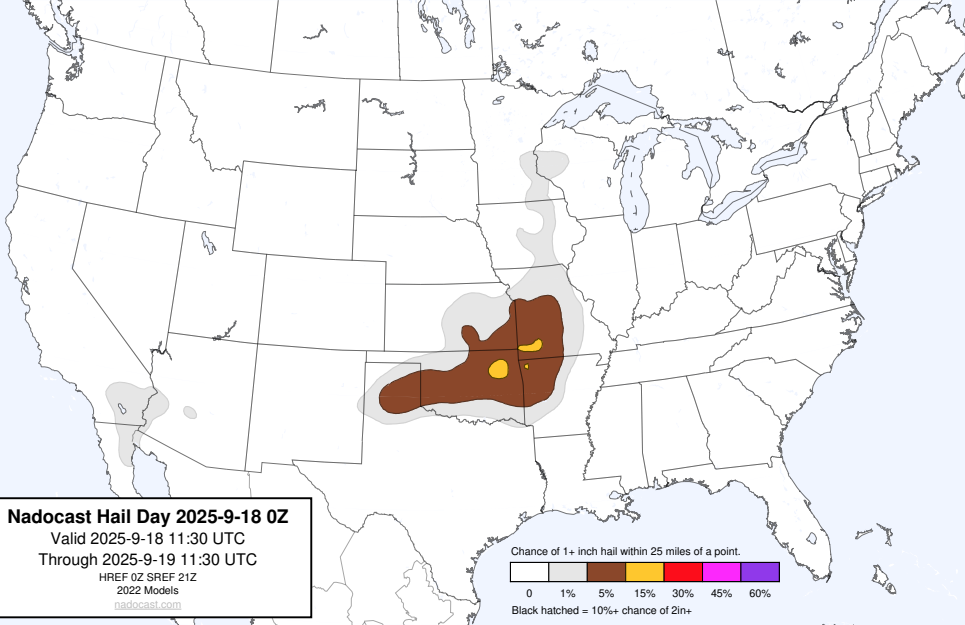 Nadocast Hail Day 2025-9-18 0Z
Valid 2025-9-18 11:30 UTC
Through 2025-9-19 11:30 UTC
HREF 0Z SREF 21Z
2022 Models
nadocast.com
Chance of 1+ inch hail within 25 miles of a point.
0 1% 5% 15% 30% 45% 60%
Black hatched = 10%+ chance of 2in+